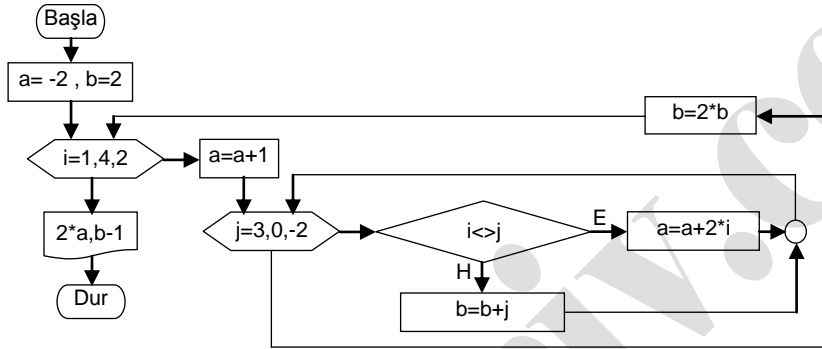 Başla
a= -2 , b=2
b=2*b
i=1,4,2
a=a+1
2*a,b-1
j=3,0,-2
i<>j
E
a=a+2*i
H
b=b+j
Dur